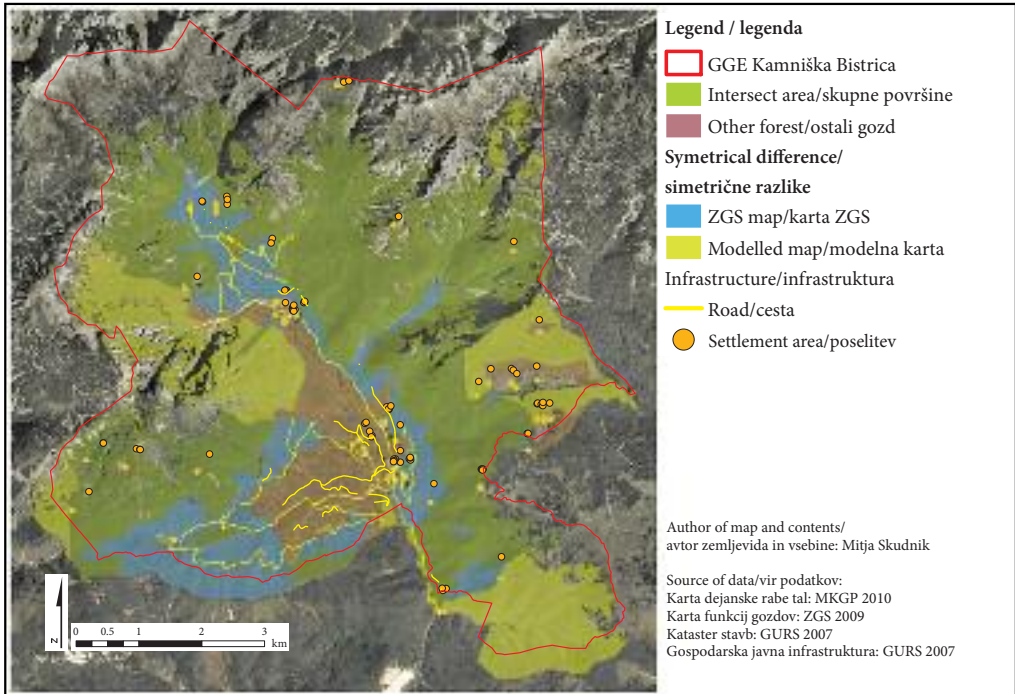 Legend / legenda
GGE Kamniška Bistrica
Intersect area/skupne površine
Other forest/ostali gozd
Symetrical difference/
simetrične razlike
ZGS map/karta ZGS
Modelled map/modelna karta
Infrastructure/infrastruktura
Road/cesta
Settlement area/poselitev
Author of map and contents/
avtor zemljevida in vsebine: Mitja Skudnik
Source of data/vir podatkov:
Karta dejanske rabe tal: MKGP 2010
Karta funkcij gozdov: ZGS 2009
Kataster stavb: GURS 2007
Gospodarska javna infrastruktura: GURS 2007
N
0 0.5 1 2 3
km